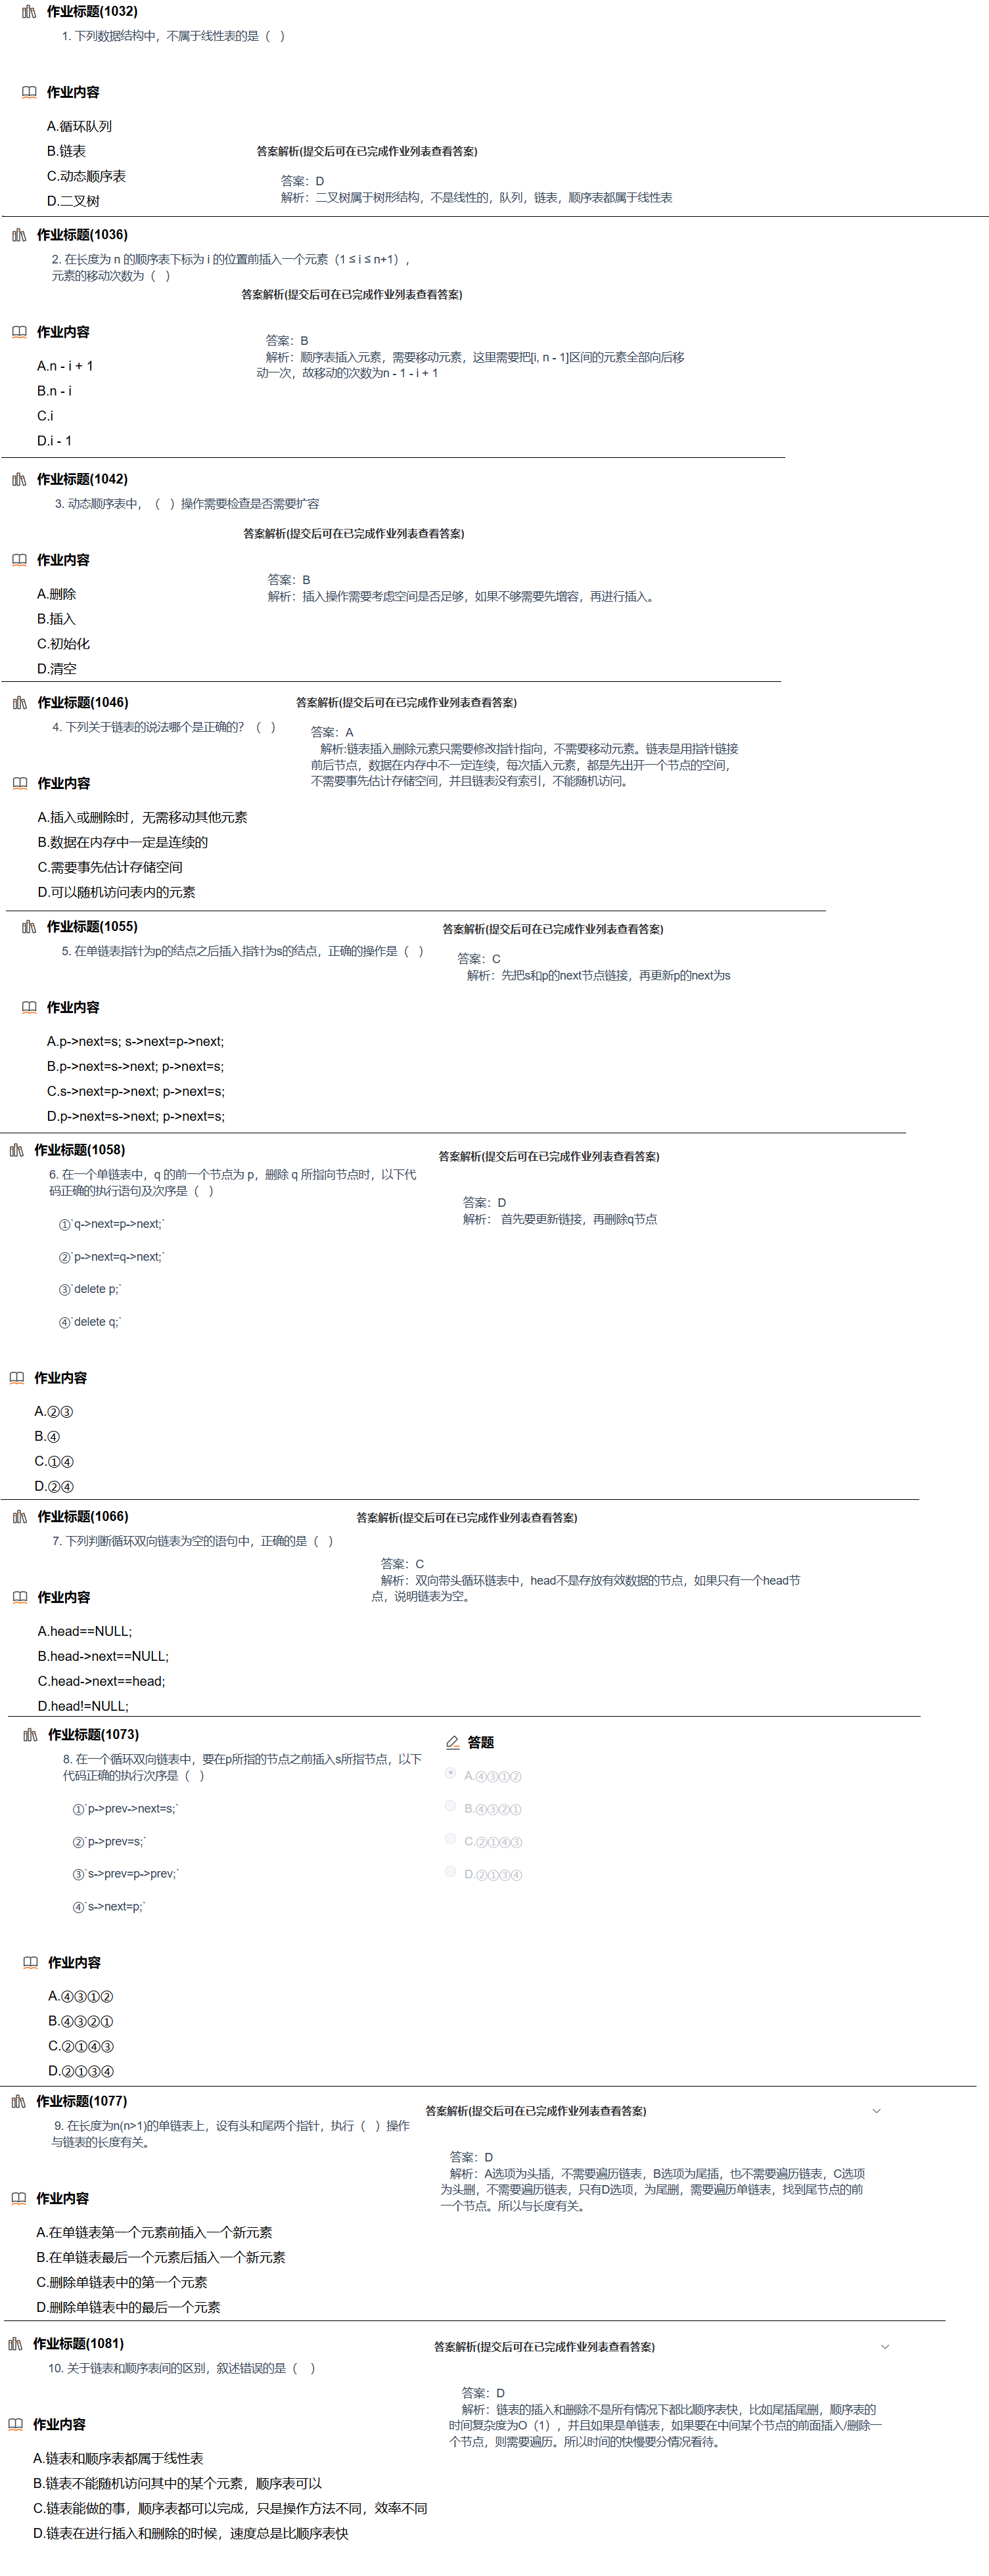 作业标题(1032)
1. 下列数据结构中，不属于线性表的是（ ）
作业内容
A.循环队列
B.链表
C.动态顺序表
D.二叉树
答案解析(提交后可在已完成作业列表查看答案)
答案：D
解析：二叉树属于树形结构，不是线性的，队列，链表，顺序表都属于线性表
作业标题(1036)
2. 在长度为 n 的顺序表下标为 i 的位置前插入一个元素（1 ≤ i ≤ n+1），
元素的移动次数为（ ）
答案解析(提交后可在已完成作业列表查看答案)
作业内容
A.n - i + 1
B.n - i
C.i
D.i - 1
答案：B
解析：顺序表插入元素，需要移动元素，这里需要把[i, n - 1]区间的元素全部向后移
动一次，故移动的次数为n - 1 - i + 1
作业标题(1042)
3. 动态顺序表中，（ ）操作需要检查是否需要扩容
答案解析(提交后可在已完成作业列表查看答案)
作业内容
A.删除
B.插入
C.初始化
D.清空
答案：B
解析：插入操作需要考虑空间是否足够，如果不够需要先增容，再进行插入。
作业标题(1046)
4. 下列关于链表的说法哪个是正确的？（ ）
答案解析(提交后可在已完成作业列表查看答案)
答案：A
解析:链表插入删除元素只需要修改指针指向，不需要移动元素。链表是用指针链接
前后节点，数据在内存中不一定连续，每次插入元素，都是先出开一个节点的空间，
不需要事先估计存储空间，并且链表没有索引，不能随机访问。
作业内容
A.插入或删除时，无需移动其他元素
B.数据在内存中一定是连续的
C.需要事先估计存储空间
D.可以随机访问表内的元素
作业标题(1055)
5. 在单链表指针为p的结点之后插入指针为s的结点，正确的操作是（ ）
答案解析(提交后可在已完成作业列表查看答案)
答案：C
解析：先把s和p的next节点链接，再更新p的next为s
作业内容
A.p->next=s; s->next=p->next;
B.p->next=s->next; p->next=s;
C.s->next=p->next; p->next=s;
D.p->next=s->next; p->next=s;
作业标题(1058)
6. 在一个单链表中，q 的前一个节点为 p，删除 q 所指向节点时，以下代
码正确的执行语句及次序是（ ）
①`q->next=p->next;`
②`p->next=q->next;`
③`delete p;`
④`delete q;`
答案解析(提交后可在已完成作业列表查看答案)
答案：D
解析： 首先要更新链接，再删除q节点
作业内容
A.②③
B.④
C.①④
D.②④
作业标题(1066)
7. 下列判断循环双向链表为空的语句中，正确的是（ ）
答案解析(提交后可在已完成作业列表查看答案)
答案：C
解析：双向带头循环链表中，head不是存放有效数据的节点，如果只有一个head节
点，说明链表为空。
作业内容
A.head==NULL;
B.head->next==NULL;
C.head->next==head;
D.head!=NULL;
作业标题(1073)
8. 在一个循环双向链表中，要在p所指的节点之前插入s所指节点，以下
代码正确的执行次序是（ ）
①`p->prev->next=s;`
②`p->prev=s;`
③`s->prev=p->prev;`
④`s->next=p;`
答题
A.④③①②
B.④③②①
C.②①④③
D.②①③④
作业内容
A.④③①②
B.④③②①
C.②①④③
D.②①③④
作业标题(1077)
9. 在长度为n(n>1)的单链表上，设有头和尾两个指针，执行（ ）操作
与链表的长度有关。
答案解析(提交后可在已完成作业列表查看答案)
答案：D
解析：A选项为头插，不需要遍历链表，B选项为尾插，也不需要遍历链表，C选项
为头删，不需要遍历链表，只有D选项，为尾删，需要遍历单链表，找到尾节点的前
一个节点。所以与长度有关。
作业内容
A.在单链表第一个元素前插入一个新元素
B.在单链表最后一个元素后插入一个新元素
C.删除单链表中的第一个元素
D.删除单链表中的最后一个元素
作业标题(1081)
10. 关于链表和顺序表间的区别，叙述错误的是（ ）
答案解析(提交后可在已完成作业列表查看答案)
答案：D
解析：链表的插入和删除不是所有情况下都比顺序表快，比如尾插尾删，顺序表的
时间复杂度为O（1），并且如果是单链表，如果要在中间某个节点的前面插入/删除一
个节点，则需要遍历。所以时间的快慢要分情况看待。
作业内容
A.链表和顺序表都属于线性表
B.链表不能随机访问其中的某个元素，顺序表可以
C.链表能做的事，顺序表都可以完成，只是操作方法不同，效率不同
D.链表在进行插入和删除的时候，速度总是比顺序表快